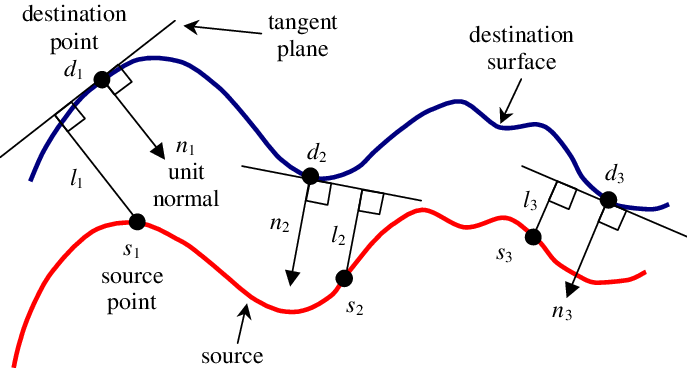 destination
point
d1
tangent
plane
destination
surface
n1
unit
normal
l1
d2
d3
n2
l2
l3
s1
source
point
s3
s2
n3
source